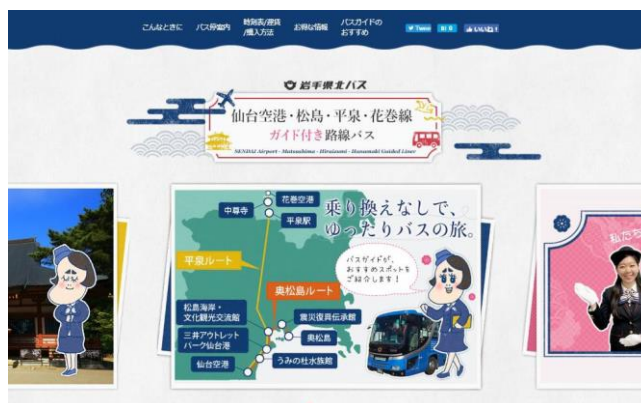 こんなときに
バス停案内
時刻表/運賃
/購入方法
お得な情報
バスガイドの
おすすめ
Tweet
B! 0
いいね!
岩手県北バス
仙台空港・松島・平泉・花巻線
ガイド付き路線バス
SENDAI Airport - Matsushima - Hiraizumi - Hanamaki Guided Liner
中尊寺
花巻空港
平泉駅
乗り換えなしで、
ゆったりバスの旅。
平泉ルート
バスガイドが、
おすすめスポットを
ご紹介します!
奥松島ルート
松島海岸・
文化観光交流館
震災復興伝承館
三井アウトレット
パーク仙台港
奥松島
仙台空港
うみの杜水族館
私たち